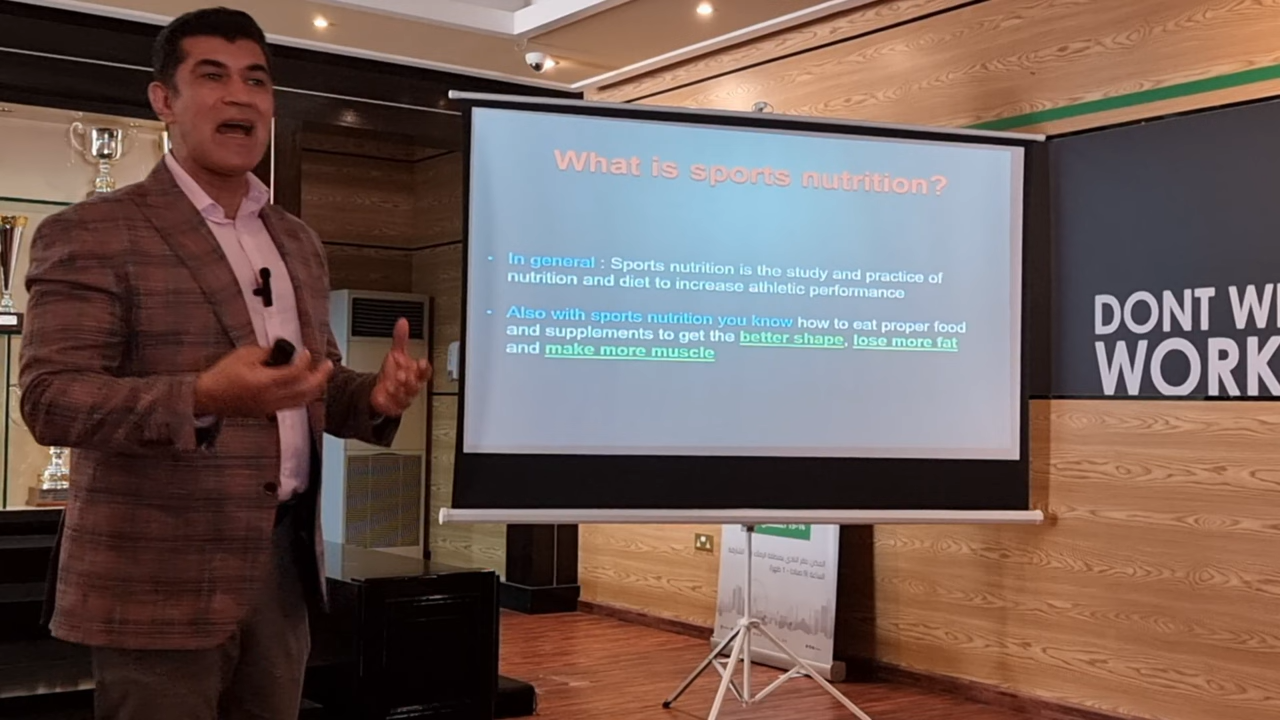 What is sports nutrition?
In general : Sports nutrition is the study and practice of
nutrition and diet to increase athletic performance
Also with sports nutrition you know how to eat proper food
and supplements to get the better shape, lose more fat
and make more muscle
DONT WI
WORK